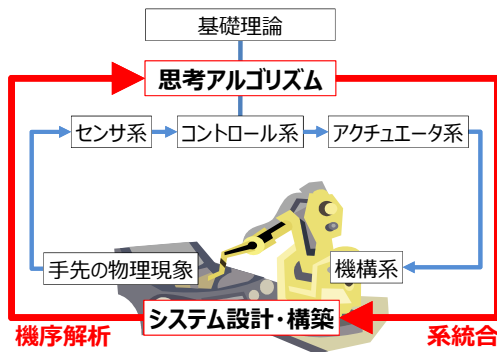 基礎理論
思考アルゴリズム
センサ系
コントロール系
アクチュエータ系
手先の物理現象
機構系
システム設計・構築
機序解析
系統合